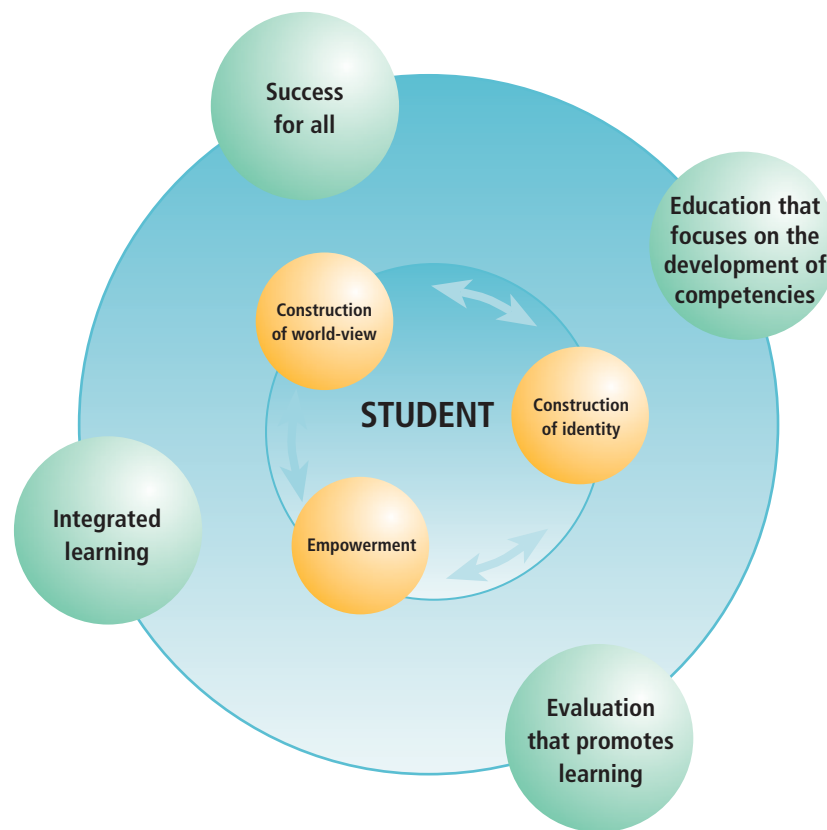 Success
for all
Education that
focuses on the
development of
competencies
Construction
of world-view
STUDENT
Construction
of identity
Integrated
learning
Empowerment
Evaluation
that promotes
learning